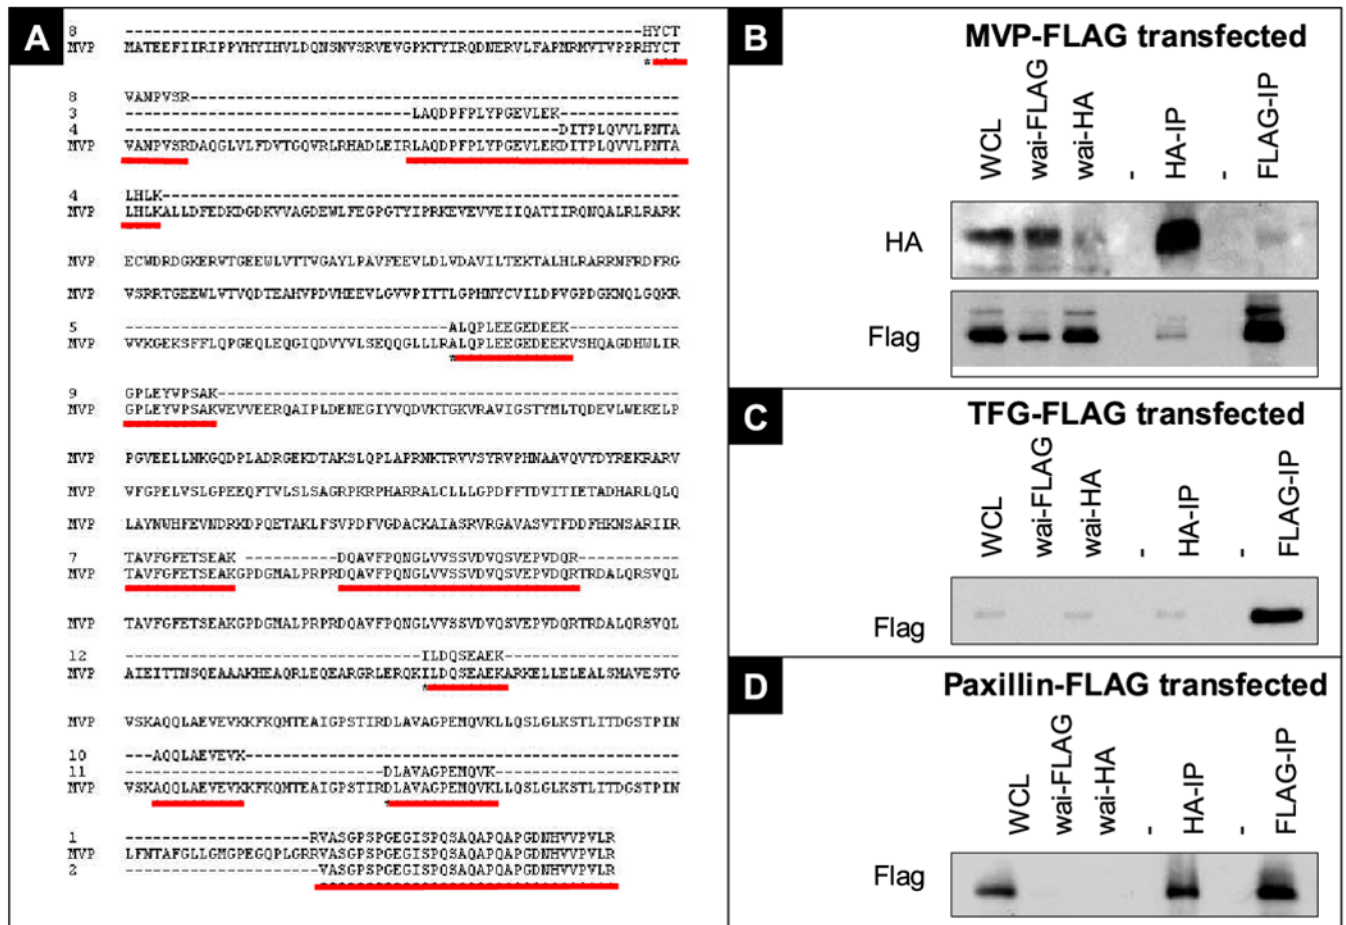 A
8 --------------------------------------------------------HYCT
MVP MATEEFIIRIPPYHYIHVLDQNSNVSRVEVGPKTYIRQDNERVLFAPMRMVTVPPRHYCT
*
8 VANPVSR-----------------------------------------------------
3 -------------------------------LAQDPFPLYPGEVLEK-------------
4 -----------------------------------------------DITPLQVVLPNTA
MVP VANPVSRDAQGLVLFDVTGQVRLRHADLEIRLAQDPFPLYPGEVLEKDITPLQVVLPNTA
4 LHLK--------------------------------------------------------
MVP LHLKALLDFEDKDGDKVVAGDEWLFEGPGTYIPRKEVEVVEIIQATIIRQNQALRLRARK
MVP ECWDRDGKERVTGEEWLVTTVGAYLPAVFEEVLDLVDAVILTEKTALHLRARRNFRDFRG
MVP VSRRTGEEWLVTVQDTEAHVPDVHEEVLGVVPITTLGPHNYCVILDPVGPDGKNQLGQKR
5 -----------------------------------ALQPLEEGEDEEK------------
MVP VVKGEKSFFLQPGEQLEQGIQDVYVLSEQQGLLLRALQPLEEGEDEEKVSHQAGDHWLIR
*
9 GPLEYVPSAK--------------------------------------------------
MVP GPLEYVPSAKVEVVEERQAIPLDENEGIYVQDVKTGKVRAVIGSTYMLTQDEVLWEKELP
MVP PGVEELLNKGQDPLADRGEKDTAKSLQPLAPRNKTRVVSYRVPHNAAVQVYDYREKRARV
MVP VFGPELVSLGPEEQFTVLSLSAGRPKRPHARRALCLLLGPDFFTDVITIETADHARLQLQ
MVP LAYNWHFEVNDRKDPQETAKLFSVPDFVGDACKAIASRVRGAVASVTFDDFHKNSARIIR
7 TAVFGFETSEAK ----------DQAVFPQNGLVVSSVDVQSVEPVDQR-----------
MVP TAVFGFETSEAKGPDGMALPRPRDQAVFPQNGLVVSSVDVQSVEPVDQRTRDALQRSVQL
MVP TAVFGFETSEAKGPDGMALPRPRDQAVFPQNGLVVSSVDVQSVEPVDQRTRDALQRSVQL
12 --------------------------------ILDQSEAEK-------------------
MVP AIEITTNSQEAAAKHEAQRLEQEARGRLERQKILDQSEAEKARKELLELEALSMAVESTG
*
MVP VSKAQQLAEVEVKKFKQMTEAIGPSTIRDLAVAGPEMQVKLLQSLGLKSTLITDGSTPIN
10 ---AQQLAEVEVK-----------------------------------------------
11 ----------------------------DLAVAGPEMQVK--------------------
MVP VSKAQQLAEVEVKKFKQMTEAIGPSTIRDLAVAGPEMQVKLLQSLGLKSTLITDGSTPIN
*
1 --------------------RVASGPSPGEGISPQSAQAPQAPGDNHVVPVLR
MVP LFNTAFGLLGMGPEGQPLGRRVASGPSPGEGISPQSAQAPQAPGDNHVVPVLR
2 ---------------------VASGPSPGEGISPQSAQAPQAPGDNHVVPVLR
B
MVP-FLAG transfected
WCL
wai-FLAG
wai-HA
-
HA-IP
-
FLAG-IP
HA
Flag
C
TFG-FLAG transfected
WCL
wai-FLAG
wai-HA
-
HA-IP
-
FLAG-IP
Flag
D
Paxillin-FLAG transfected
WCL
wai-FLAG
wai-HA
-
HA-IP
-
FLAG-IP
Flag